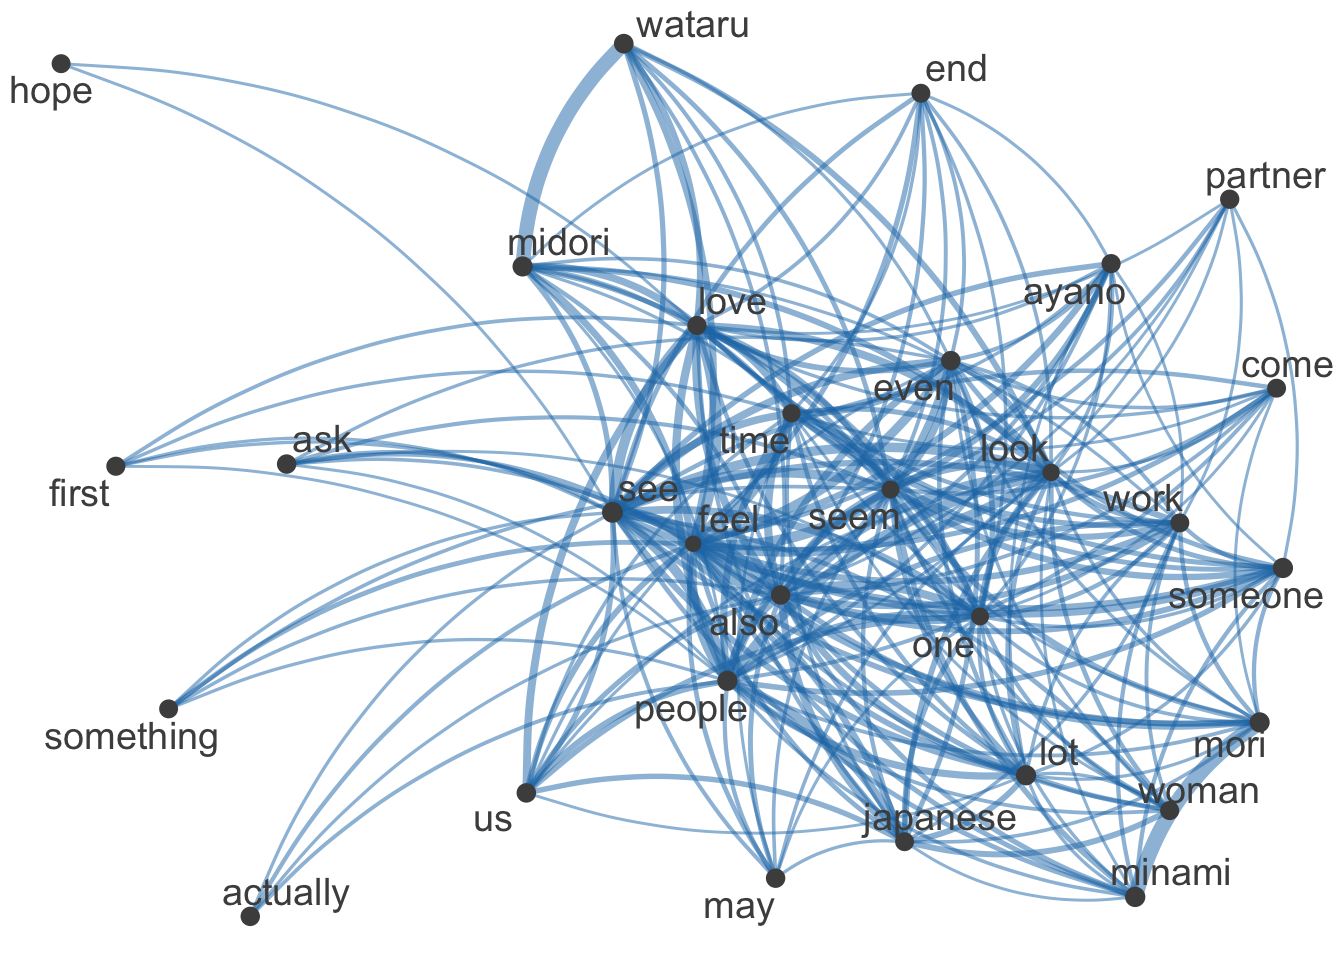 wataru
hope
end
partner
midori
ayano
love
come
even
time
ask
look
first
see
work
feel
seem
someone
also
one
people
something
mori
lot
woman
us
japanese
minami
actually
may